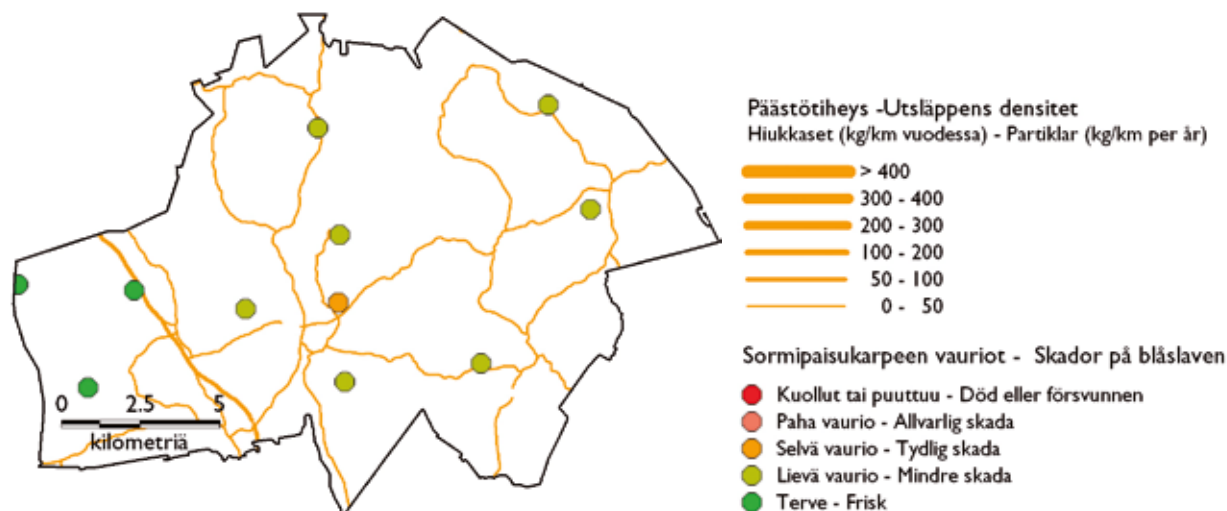 Päästötiheys -Utsläppens densitet
Hiukkaset (kg/km vuodessa) - Partiklar (kg/km per år)
> 400
300 - 400
200 - 300
100 - 200
50 - 100
0 - 50
Sormipaisukarpeen vauriot - Skador på blåslaven
Kuollut tai puuttuu - Död eller försvunnen
Paha vaurio - Allvarlig skada
Selvä vaurio - Tydlig skada
Lievä vaurio - Mindre skada
Terve - Frisk
0 2.5 5
kilometriä